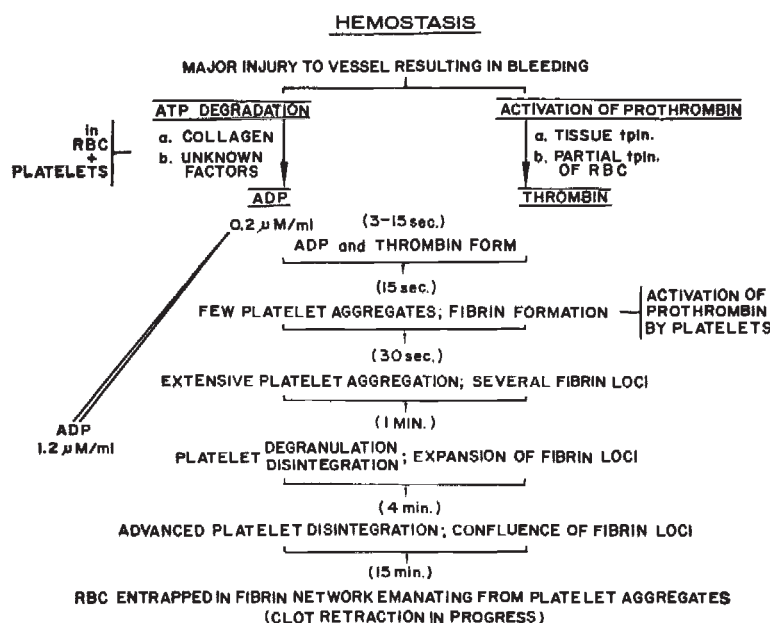 HEMOSTASIS
MAJOR INJURY TO VESSEL RESULTING IN BLEEDING
ATP DEGRADATION
a. COLLAGEN
b. UNKNOWN
FACTORS
ADP
in
RBC
+
PLATELETS
ACTIVATION OF PROTHROMBIN
a. TISSUE tpln.
b. PARTIAL tpln.
OF RBC
THROMBIN
0.2 µM/ml
(3-15 sec.)
ADP and THROMBIN FORM
(15 sec.)
FEW PLATELET AGGREGATES; FIBRIN FORMATION
ACTIVATION OF
PROTHROMBIN
BY PLATELETS
(30 sec.)
EXTENSIVE PLATELET AGGREGATION; SEVERAL FIBRIN LOCI
ADP
1.2 µM/ml
(1 MIN.)
PLATELET DEGRANULATION
DISINTEGRATION; EXPANSION OF FIBRIN LOCI
(4 min.)
ADVANCED PLATELET DISINTEGRATION; CONFLUENCE OF FIBRIN LOCI
(15 min.)
RBC ENTRAPPED IN FIBRIN NETWORK EMANATING FROM PLATELET AGGREGATES
(CLOT RETRACTION IN PROGRESS)